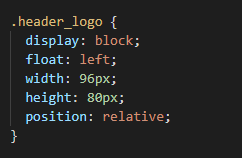 .header_logo {
  display: block;
  float: left;
  width: 96px;
  height: 80px;
  position: relative;
}